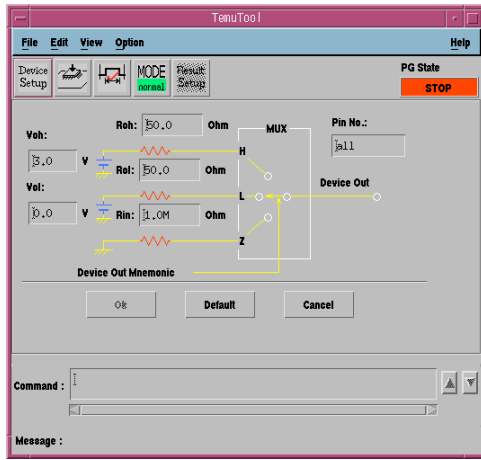 TemuTool
File Edit View Option Help
Device Setup
MODE normal
Result Setup
PG State
STOP
Roh: 50.0 Ohm
MUX
Pin No.:
all
Voh:
3.0 V
H
Rol: 50.0 Ohm
Device Out
Vol:
0.0 V
L
Rin: 1.0M Ohm
Z
Device Out Mnemonic
Ok Default Cancel
Command :
Message :